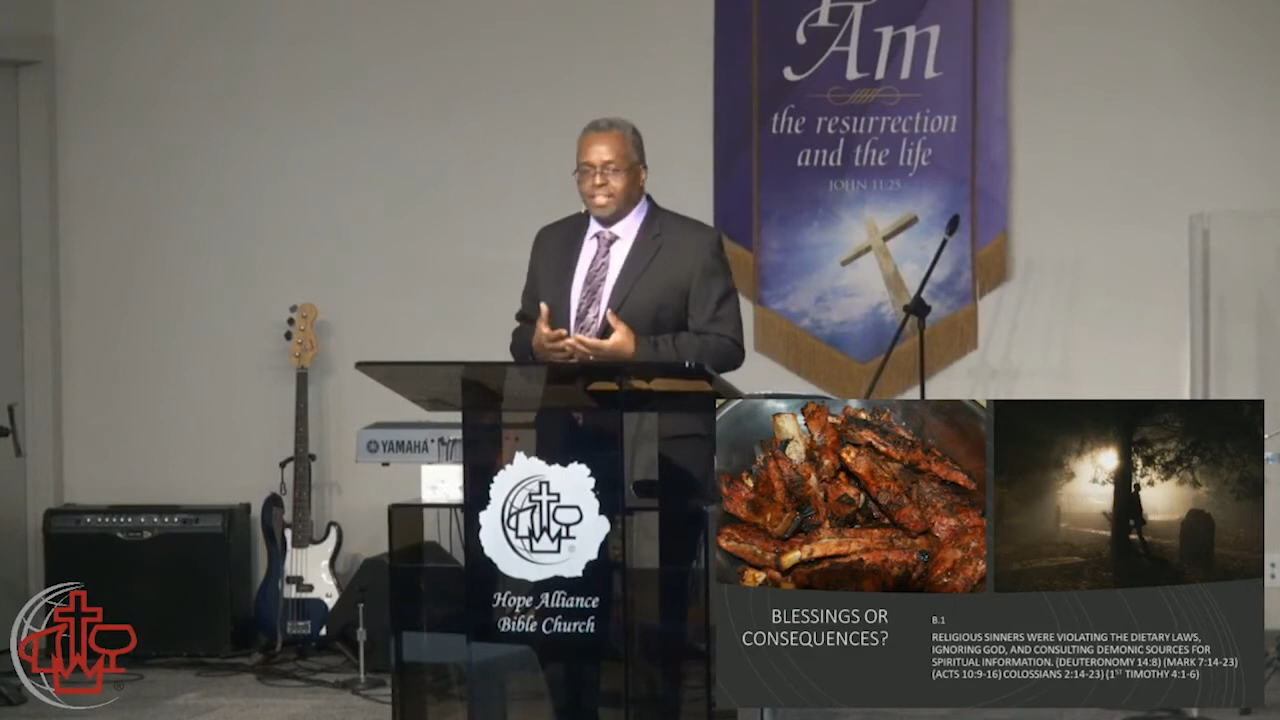 Am
the resurrection
and the life
JOHN 11:25
YAMAHA
Hope Alliance
Bible Church
BLESSINGS OR
CONSEQUENCES?
B.1
RELIGIOUS SINNERS WERE VIOLATING THE DIETARY LAWS,
IGNORING GOD, AND CONSULTING DEMONIC SOURCES FOR
SPIRITUAL INFORMATION. (DEUTERONOMY 14:8) (MARK 7:14-23)
(ACTS 10:9-16) COLOSSIANS 2:14-23) (1ST TIMOTHY 4:1-6)